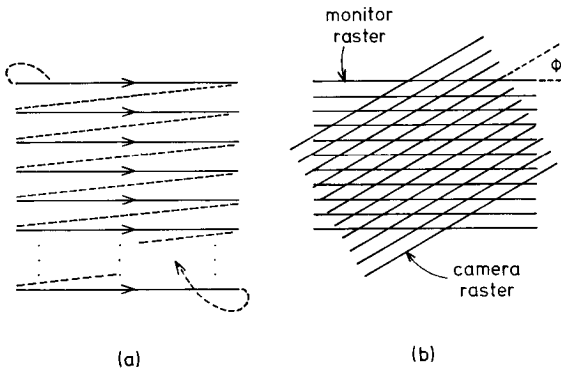 monitor
raster
ϕ
camera
raster
(a)
(b)